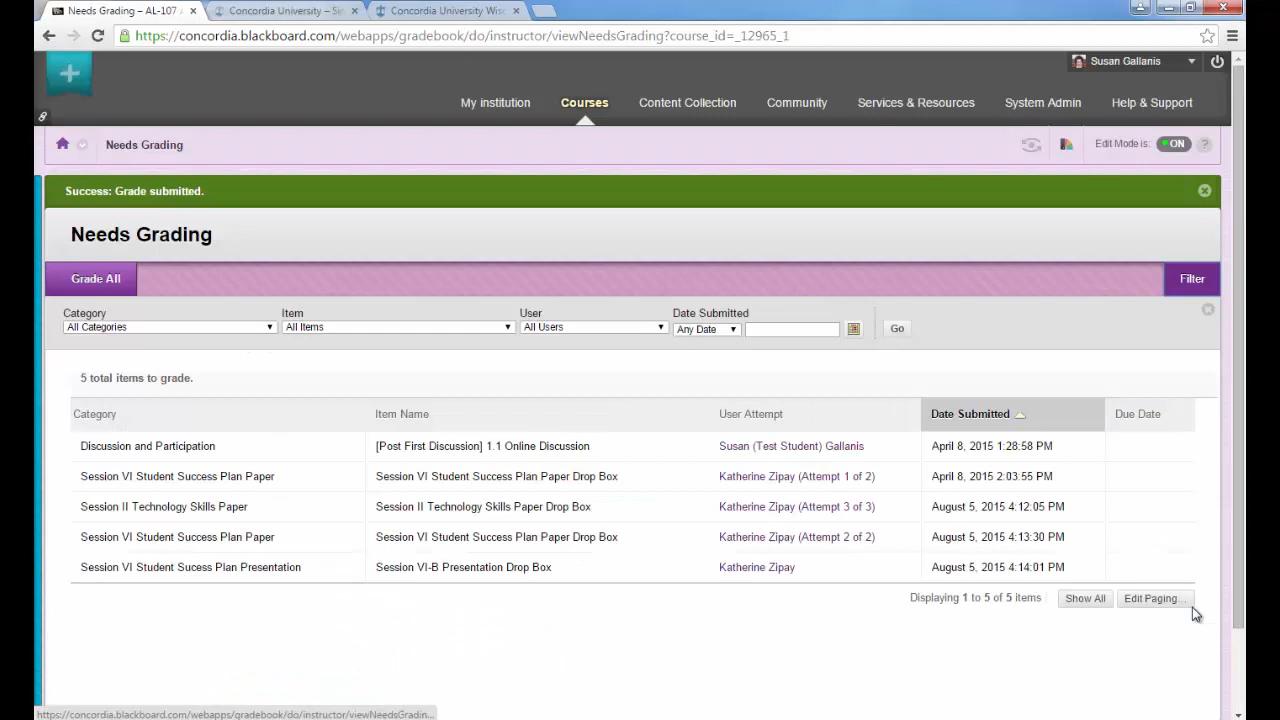 Needs Grading – AL-107
Concordia University – Si
Concordia University Wisc
https://concordia.blackboard.com/webapps/gradebook/do/instructor/viewNeedsGrading?course_id=_12965_1
Susan Gallanis
My institution Courses Content Collection Community Services & Resources System Admin Help & Support
Needs Grading Edit Mode is: ON ?
Success: Grade submitted.
Needs Grading
Grade All Filter
Category Item User Date Submitted
All Categories All Items All Users Any Date Go
5 total items to grade.
Category Item Name User Attempt Date Submitted Due Date
Discussion and Participation [Post First Discussion] 1.1 Online Discussion Susan (Test Student) Gallanis April 8, 2015 1:28:58 PM
Session VI Student Success Plan Paper Session VI Student Success Plan Paper Drop Box Katherine Zipay (Attempt 1 of 2) April 8, 2015 2:03:55 PM
Session II Technology Skills Paper Session II Technology Skills Paper Drop Box Katherine Zipay (Attempt 3 of 3) August 5, 2015 4:12:05 PM
Session VI Student Success Plan Paper Session VI Student Success Plan Paper Drop Box Katherine Zipay (Attempt 2 of 2) August 5, 2015 4:13:30 PM
Session VI Student Sucess Plan Presentation Session VI-B Presentation Drop Box Katherine Zipay August 5, 2015 4:14:01 PM
Displaying 1 to 5 of 5 items Show All Edit Paging...
https://concordia.blackboard.com/webapps/gradebook/do/instructor/viewNeedsGradin...